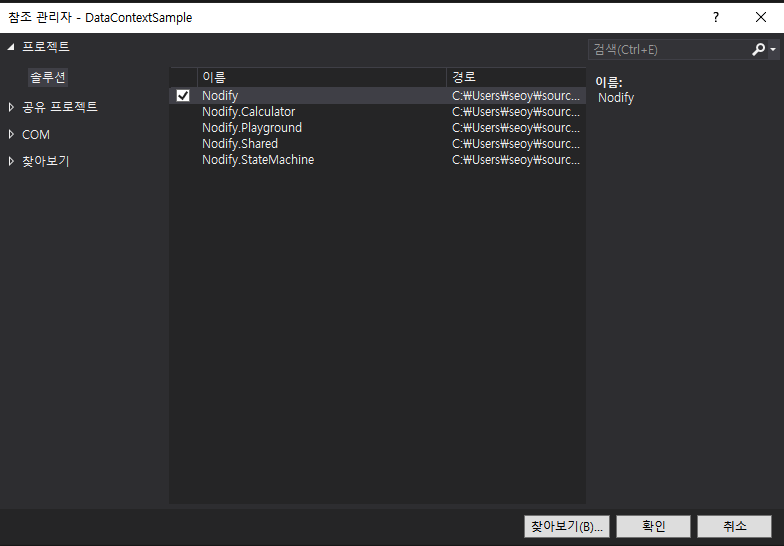 참조 관리자 - DataContextSample
?
프로젝트
솔루션
공유 프로젝트
COM
찾아보기
이름 경로
Nodify C:₩Users₩seoy₩sourc...
Nodify.Calculator C:₩Users₩seoy₩sourc...
Nodify.Playground C:₩Users₩seoy₩sourc...
Nodify.Shared C:₩Users₩seoy₩sourc...
Nodify.StateMachine C:₩Users₩seoy₩sourc...
검색(Ctrl+E)
이름:
Nodify
찾아보기(B)... 확인 취소